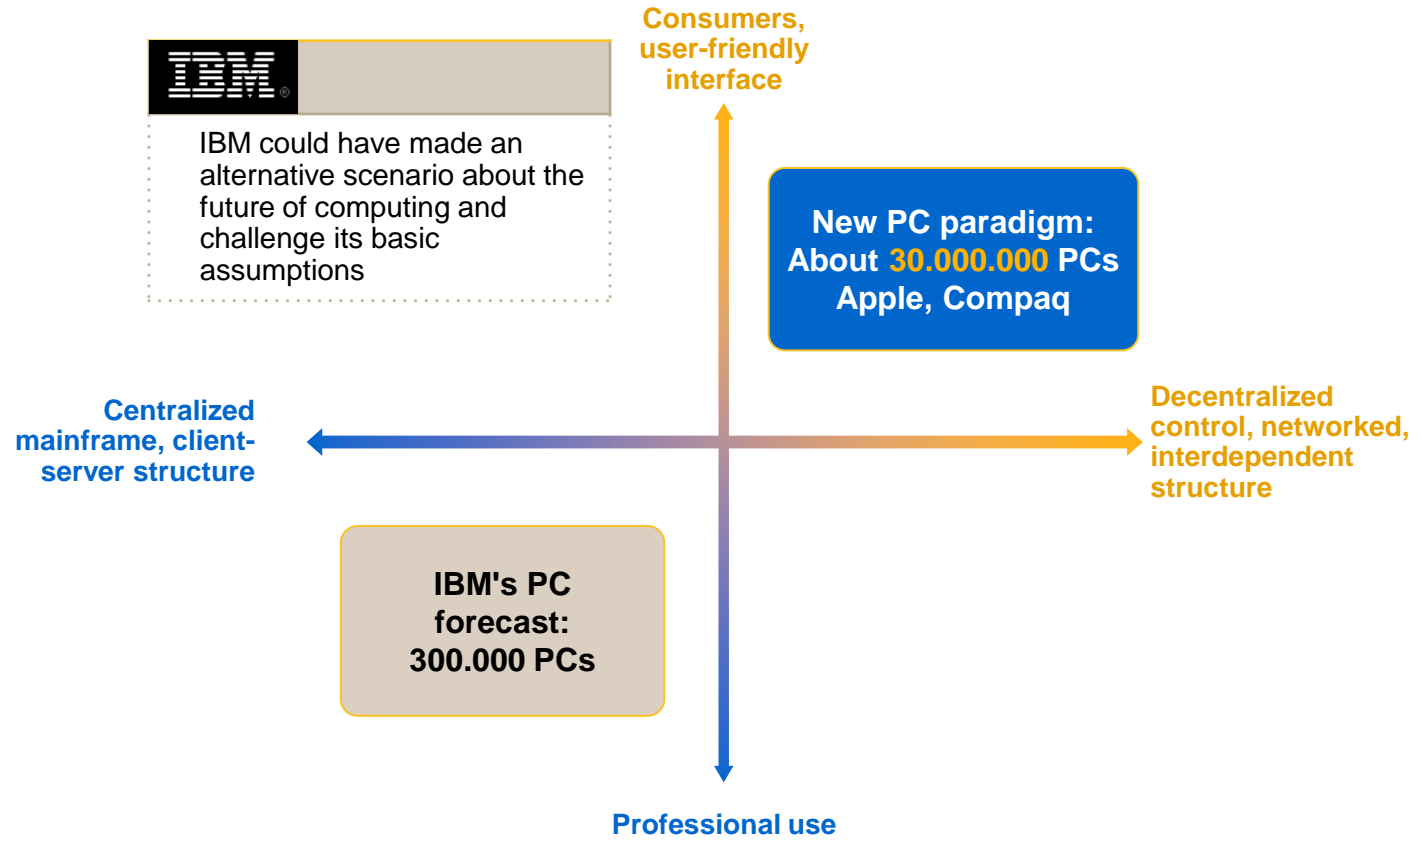 Consumers,
user-friendly
interface
IBM®
IBM could have made an
alternative scenario about the
future of computing and
challenge its basic
assumptions
New PC paradigm:
About 30.000.000 PCs
Apple, Compaq
Centralized
mainframe, client-
server structure
Decentralized
control, networked,
interdependent
structure
IBM's PC
forecast:
300.000 PCs
Professional use